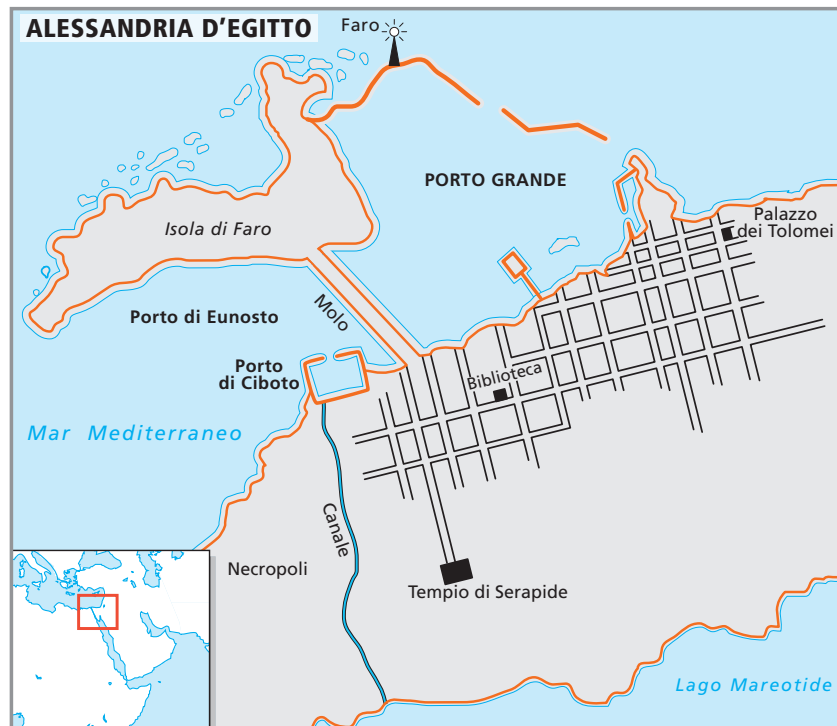 ALESSANDRIA D'EGITTO
Faro
PORTO GRANDE
Palazzo
dei Tolomei
Isola di Faro
Molo
Porto di Eunosto
Porto
di Ciboto
Biblioteca
Mar Mediterraneo
Canale
Necropoli
Tempio di Serapide
Lago Mareotide